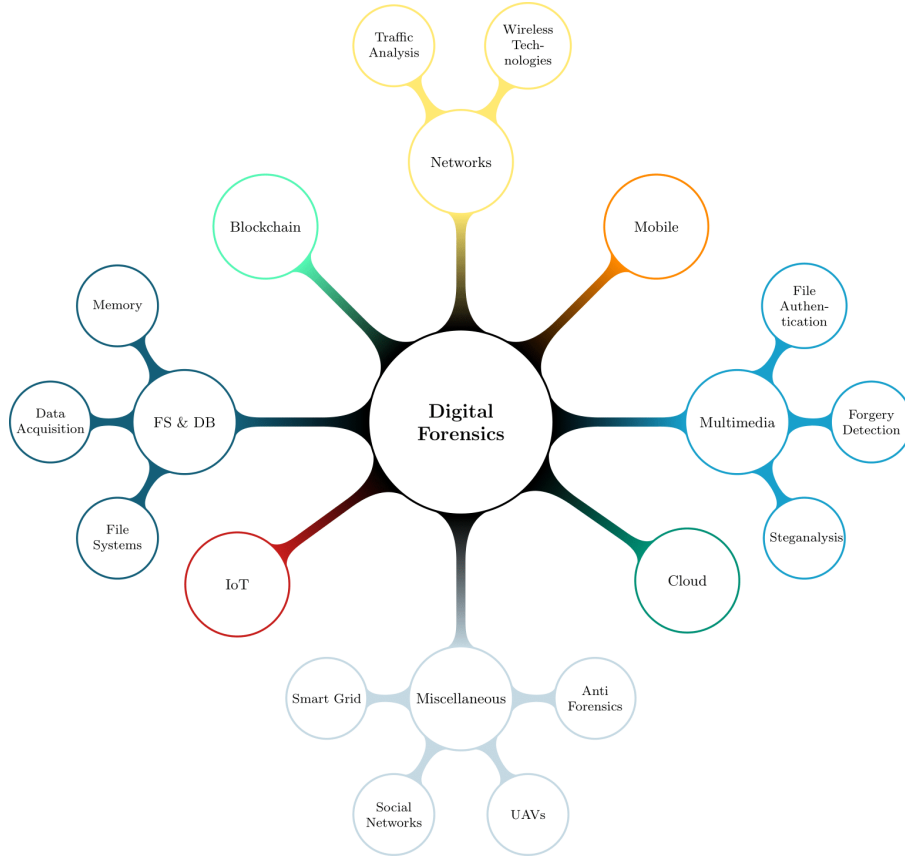 Traffic
Analysis
Wireless
Tech-
nologies
Networks
Blockchain
Mobile
Memory
File
Authen-
tication
Data
Acquisition
FS & DB
Digital
Forensics
Multimedia
Forgery
Detection
File
Systems
Steganalysis
IoT
Cloud
Smart Grid
Miscellaneous
Anti
Forensics
Social
Networks
UAVs